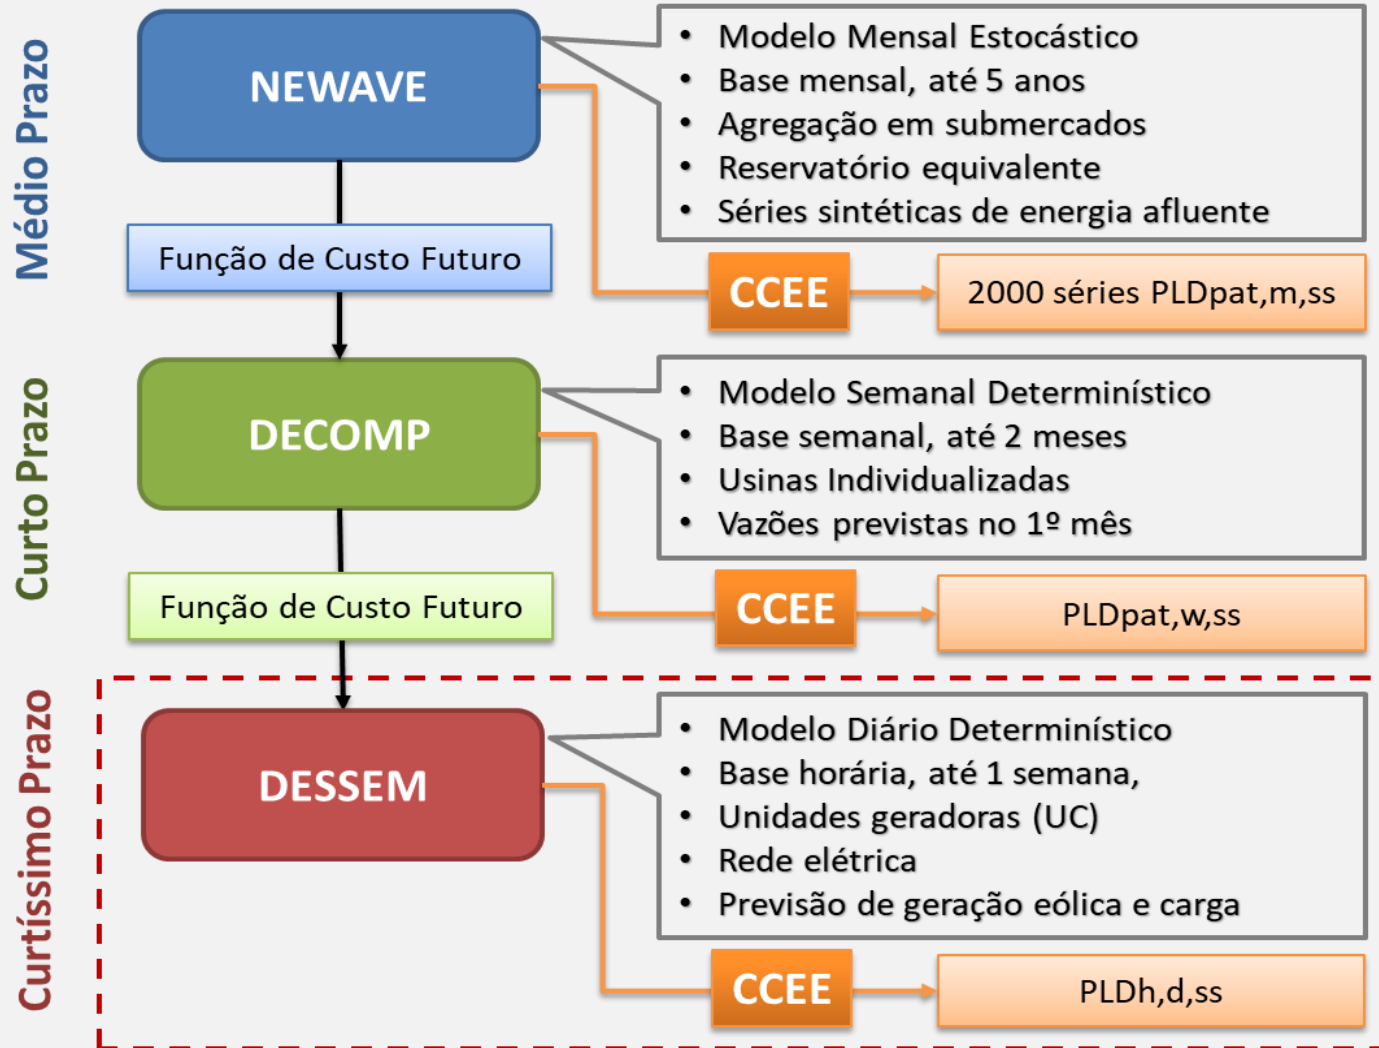 Médio Prazo
NEWAVE
• Modelo Mensal Estocástico
• Base mensal, até 5 anos
• Agregação em submercados
• Reservatório equivalente
• Séries sintéticas de energia afluente
Função de Custo Futuro
CCEE
2000 séries PLDpat,m,ss
Curto Prazo
DECOMP
• Modelo Semanal Determinístico
• Base semanal, até 2 meses
• Usinas Individualizadas
• Vazões previstas no 1º mês
Função de Custo Futuro
CCEE
PLDpat,w,ss
Curtíssimo Prazo
DESSEM
• Modelo Diário Determinístico
• Base horária, até 1 semana,
• Unidades geradoras (UC)
• Rede elétrica
• Previsão de geração eólica e carga
CCEE
PLDh,d,ss